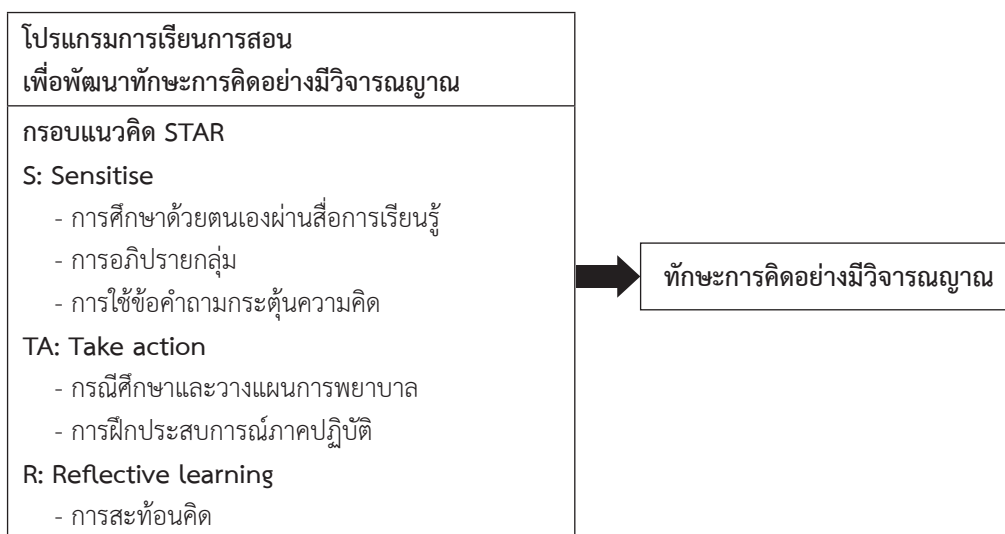 โปรแกรมการเรียนการสอน
เพื่อพัฒนาทักษะการคิดอย่างมีวิจารณญาณ
กรอบแนวคิด STAR
S: Sensitise
- การศึกษาด้วยตนเองผ่านสื่อการเรียนรู้
- การอภิปรายกลุ่ม
- การใช้ข้อคำถามกระตุ้นความคิด
TA: Take action
- กรณีศึกษาและวางแผนการพยาบาล
- การฝึกประสบการณ์ภาคปฏิบัติ
R: Reflective learning
- การสะท้อนคิด
ทักษะการคิดอย่างมีวิจารณญาณ